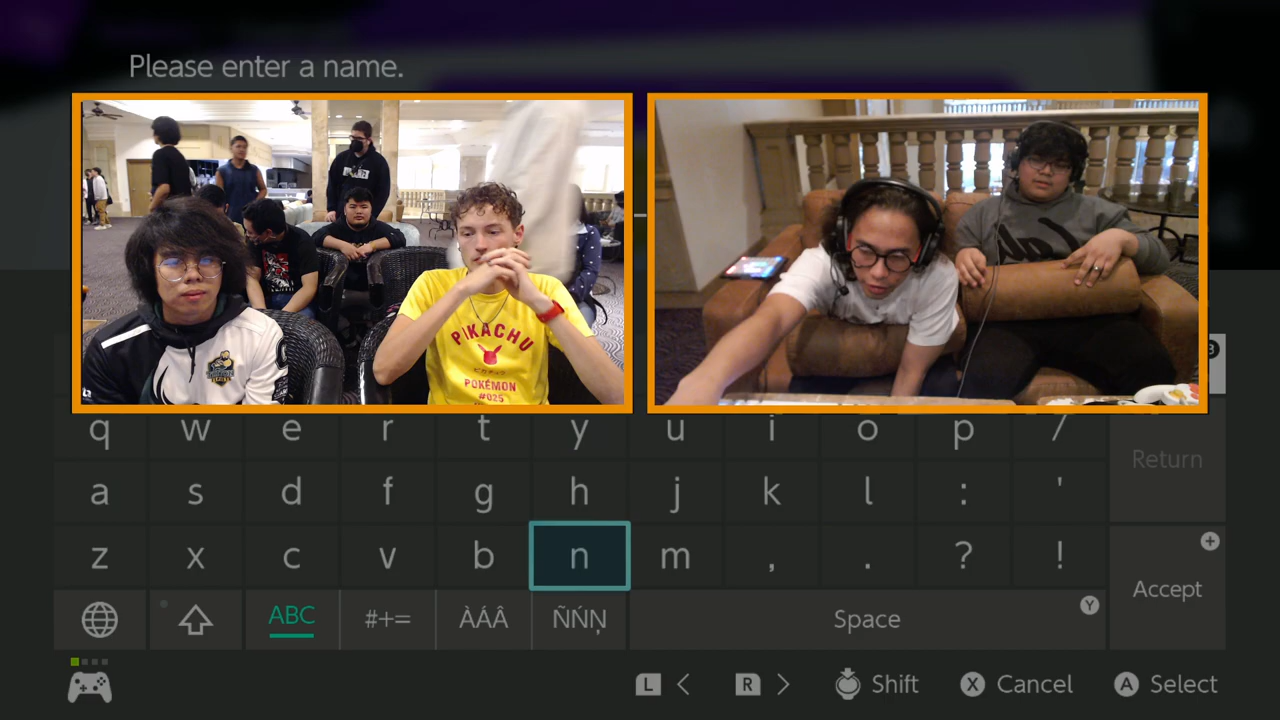 Please enter a name.
PIKACHU
POKÉMON
#025
q w e r t y u i o p /
Return
a s d f g h j k l : '
z x c v b n m , . ? !
Accept
ABC #+= ÀÁÂ ÑŃŅ Space Y
L R Shift X Cancel A Select